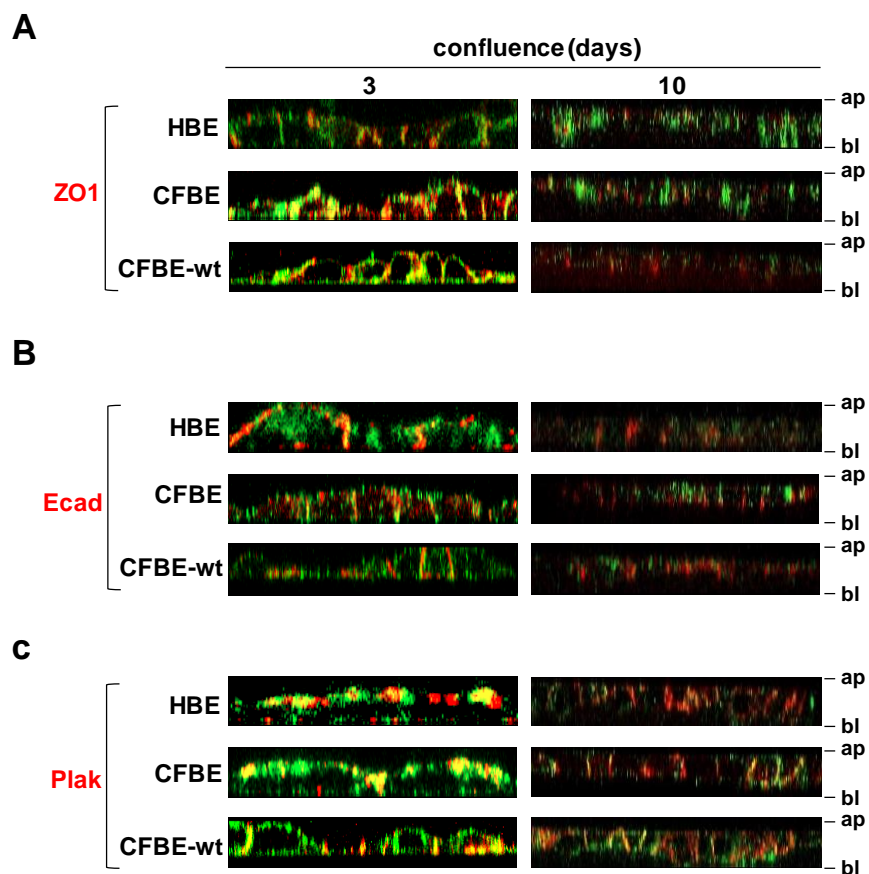 A
confluence (days)
3 10
HBE
ap
bl
ZO1
CFBE
ap
bl
CFBE-wt
ap
bl
B
HBE
ap
bl
Ecad
CFBE
ap
bl
CFBE-wt
ap
bl
c
HBE
ap
bl
Plak
CFBE
ap
bl
CFBE-wt
ap
bl